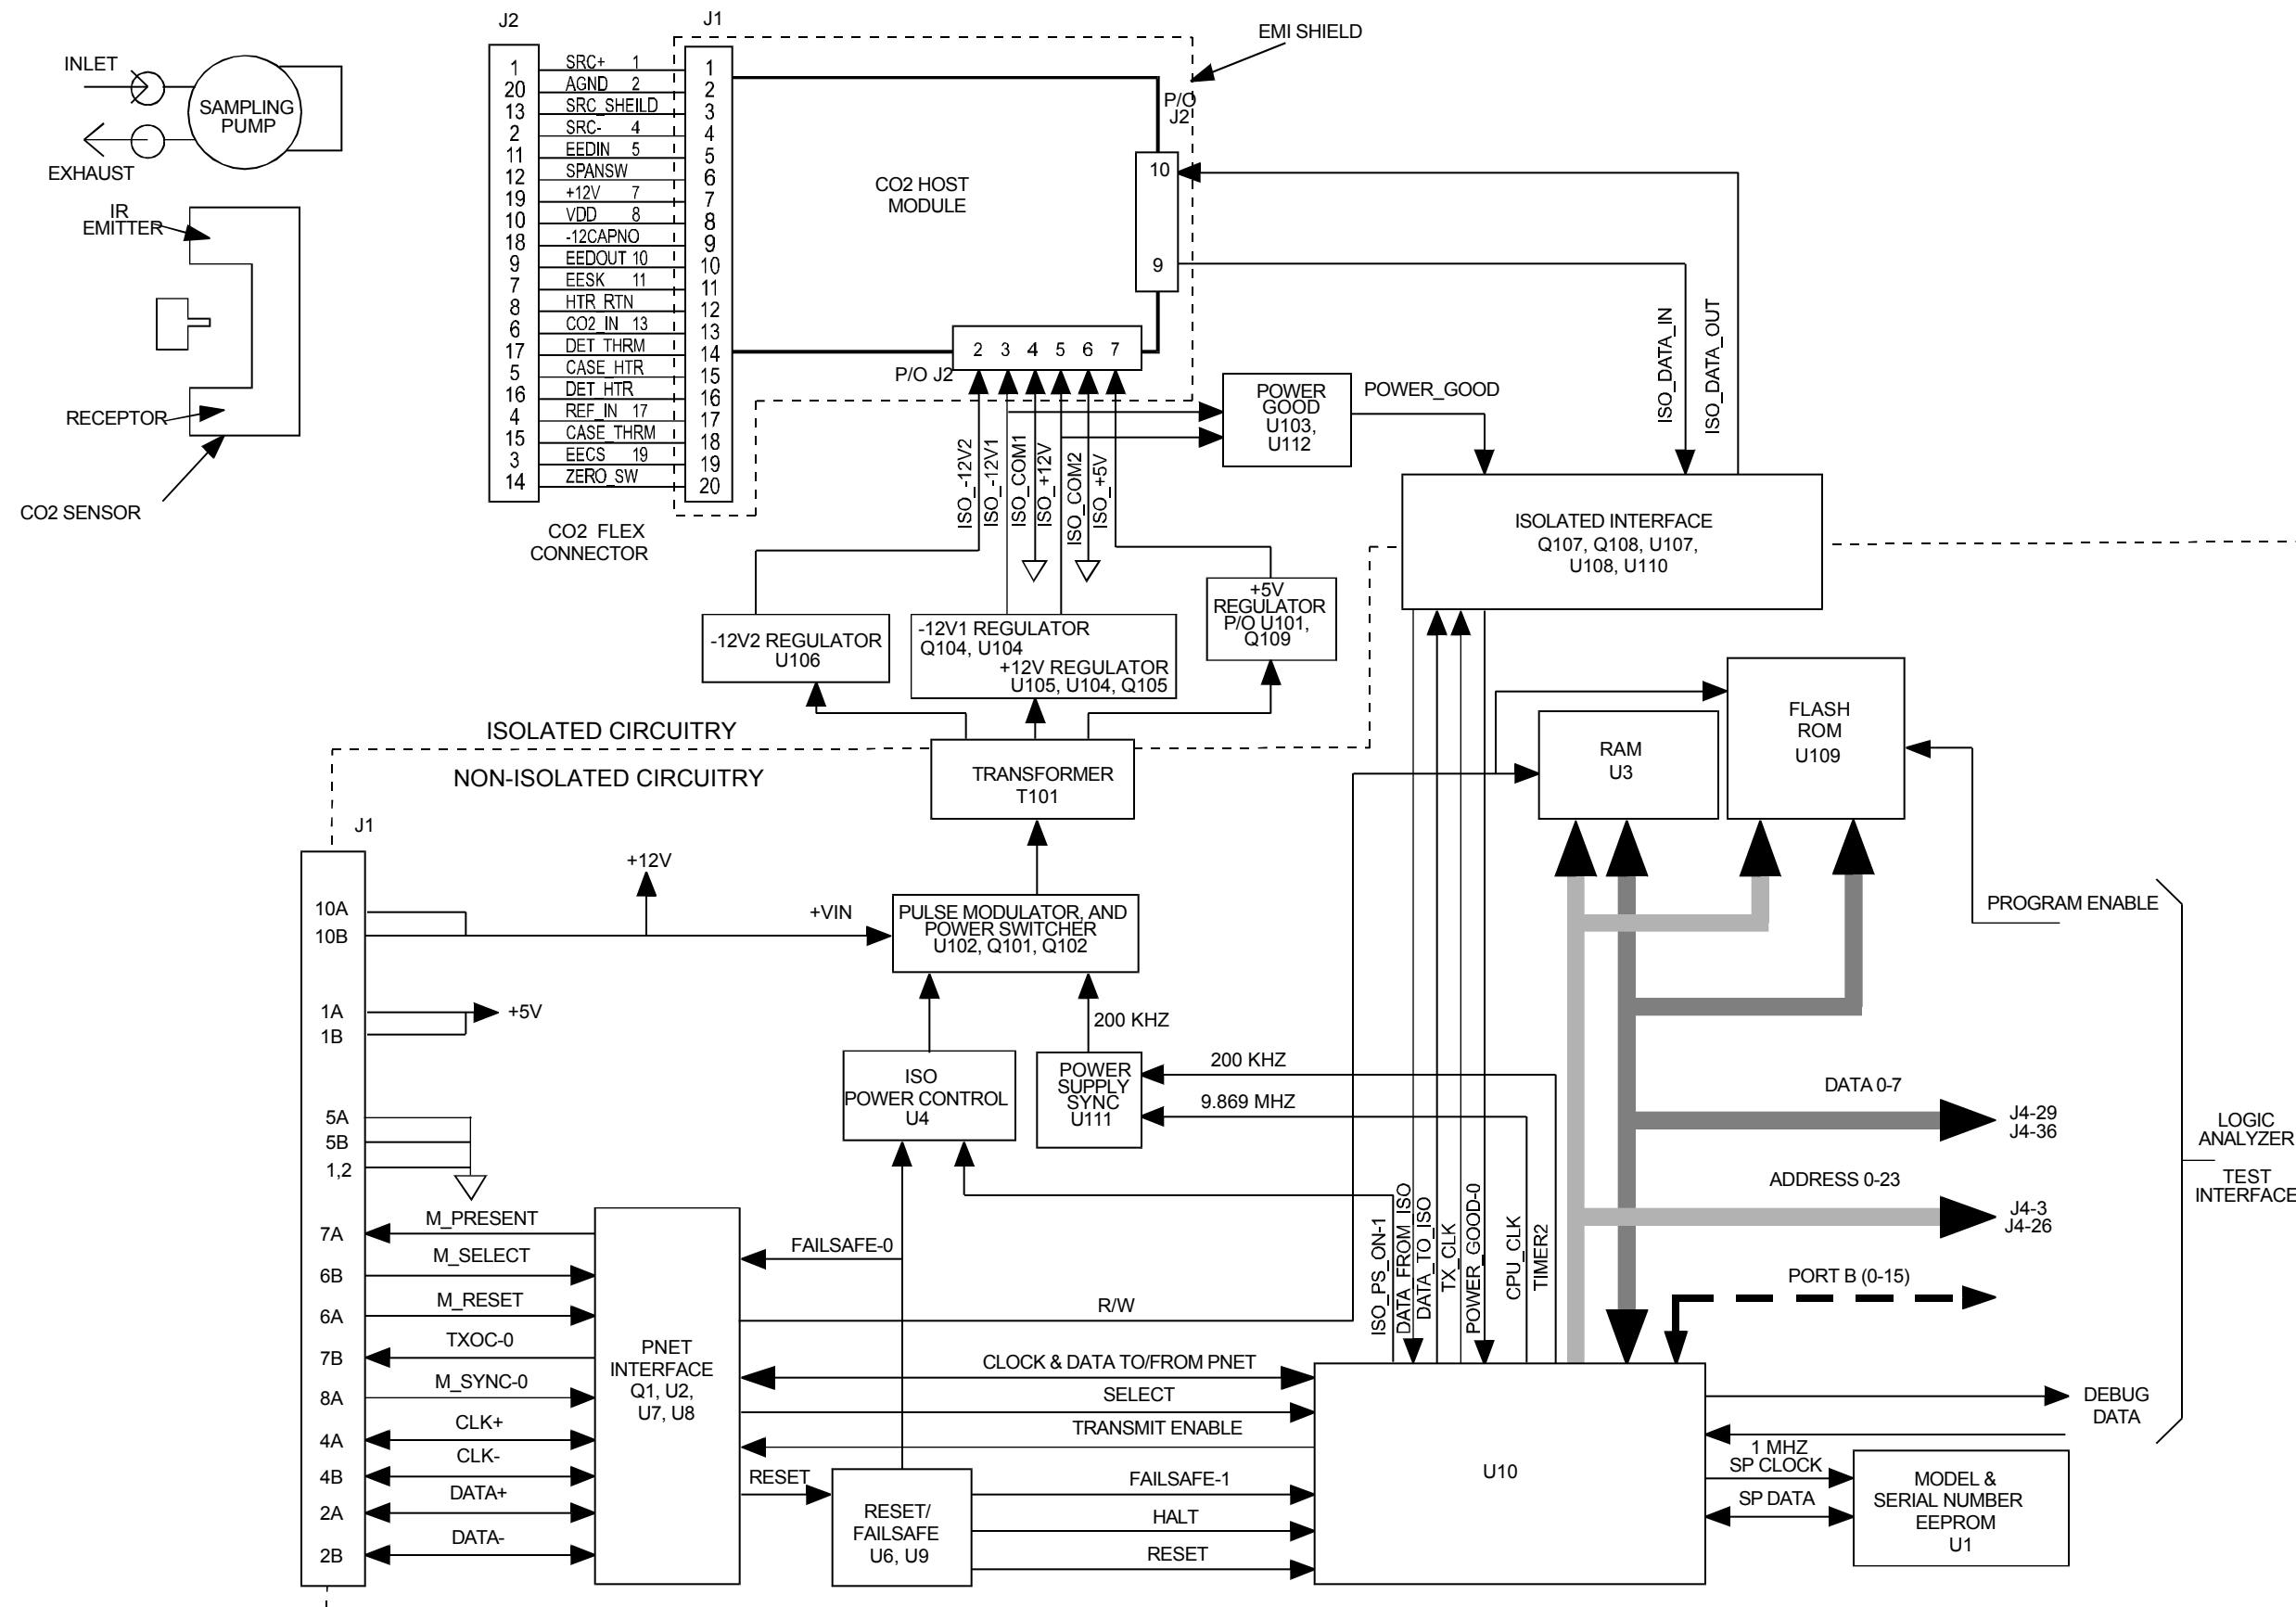 J2
J1
EMI SHIELD
INLET
SAMPLING
PUMP
EXHAUST
IR
EMITTER
RECEPTOR
CO2 SENSOR
1 SRC+ 1 1
20 AGND 2 2
13 SRC_SHEILD 3
2 SRC- 4 4
11 EEDIN 5 5
12 SPANSW 6
19 +12V 7 7
10 VDD 8 8
18 -12CAPNO 9
9 EEDOUT 10 10
7 EESK 11 11
8 HTR_RTN 12
6 CO2_IN 13 13
17 DET_THRM 14
5 CASE_HTR 15
16 DET_HTR 16
4 REF_IN 17 17
15 CASE_THRM 18
3 EECS 19 19
14 ZERO_SW 20
CO2 FLEX
CONNECTOR
CO2 HOST
MODULE
P/O
J2
10
9
2 3 4 5 6 7
P/O J2
ISO_-12V2
ISO_-12V1
ISO_COM1
ISO_+12V
ISO_COM2
ISO_+5V
POWER
GOOD
U103,
U112
POWER_GOOD
ISO_DATA_IN
ISO_DATA_OUT
ISOLATED INTERFACE
Q107, Q108, U107,
U108, U110
-12V2 REGULATOR
U106
-12V1 REGULATOR
Q104, U104
+12V REGULATOR
U105, U104, Q105
+5V
REGULATOR
P/O U101,
Q109
ISOLATED CIRCUITRY
NON-ISOLATED CIRCUITRY
TRANSFORMER
T101
RAM
U3
FLASH
ROM
U109
J1
10A
10B
1A
1B
5A
5B
1,2
7A
6B
6A
7B
8A
4A
4B
2A
2B
+12V
+VIN
+5V
PULSE MODULATOR, AND
POWER SWITCHER
U102, Q101, Q102
200 KHZ
ISO
POWER CONTROL
U4
POWER
SUPPLY
SYNC
U111
200 KHZ
9.869 MHZ
PROGRAM ENABLE
DATA 0-7
J4-29
J4-36
ADDRESS 0-23
J4-3
J4-26
LOGIC
ANALYZER
TEST
INTERFACE
PORT B (0-15)
M_PRESENT
M_SELECT
M_RESET
TXOC-0
M_SYNC-0
CLK+
CLK-
DATA+
DATA-
PNET
INTERFACE
Q1, U2,
U7, U8
FAILSAFE-0
R/W
ISO_PS_ON-1
DATA_FROM_ISO
DATA_TO_ISO
TX_CLK
POWER_GOOD-0
CPU_CLK
TIMER2
CLOCK & DATA TO/FROM PNET
SELECT
TRANSMIT ENABLE
RESET
RESET/
FAILSAFE
U6, U9
FAILSAFE-1
HALT
RESET
U10
DEBUG
DATA
1 MHZ
SP CLOCK
SP DATA
MODEL &
SERIAL NUMBER
EEPROM
U1